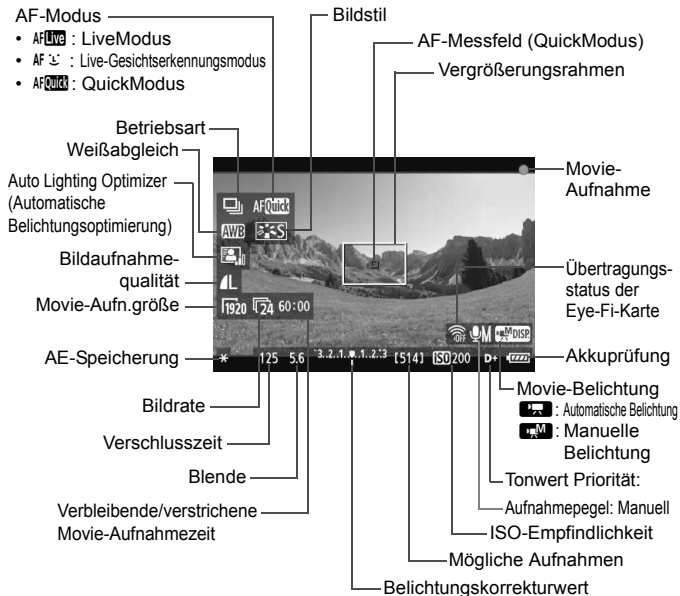 AF-Modus
• AF Live : LiveModus
• AF : Live-Gesichtserkennungsmodus
• AF Quick : QuickModus
Bildstil
AF-Messfeld (QuickModus)
Vergrößerungsrahmen
Betriebsart
Weißabgleich
Auto Lighting Optimizer
(Automatische
Belichtungsoptimierung)
Bildaufnahme-
qualität
Movie-Aufn.größe
AE-Speicherung
Bildrate
Verschlusszeit
Blende
Verbleibende/verstrichene
Movie-Aufnahmezeit
AF Quick
AWB
S
L
1920 24 60:00
OFF M M DISP.
125 5.6 3..2..1..1..2..3 [514] ISO 200 D+
Movie-
Aufnahme
Übertragungs-
status der
Eye-Fi-Karte
Akkuprüfung
Movie-Belichtung
: Automatische Belichtung
M : Manuelle
Belichtung
Tonwert Priorität:
Aufnahmepegel: Manuell
ISO-Empfindlichkeit
Mögliche Aufnahmen
Belichtungskorrekturwert